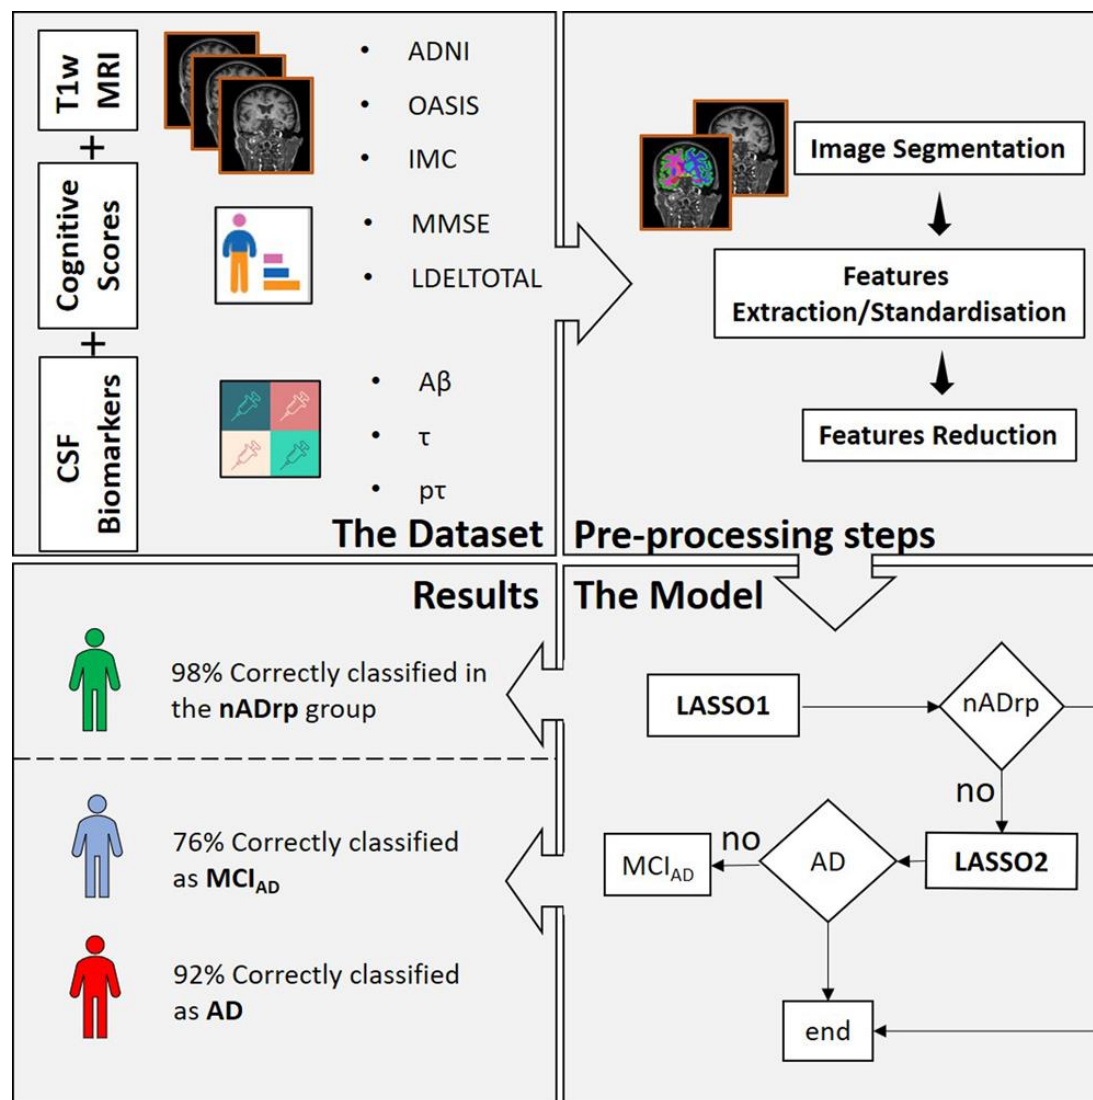 T1w
MRI
+
Cognitive
Scores
+
CSF
Biomarkers
• ADNI
• OASIS
• IMC
• MMSE
• LDELTOTAL
• Aβ
• τ
• pτ
The Dataset
Image Segmentation
Features
Extraction/Standardisation
Features Reduction
Pre-processing steps
Results
98% Correctly classified in
the nADrp group
76% Correctly classified
as MCI_AD
92% Correctly classified
as AD
The Model
LASSO1
nADrp
no
LASSO2
AD
no
MCI_AD
end